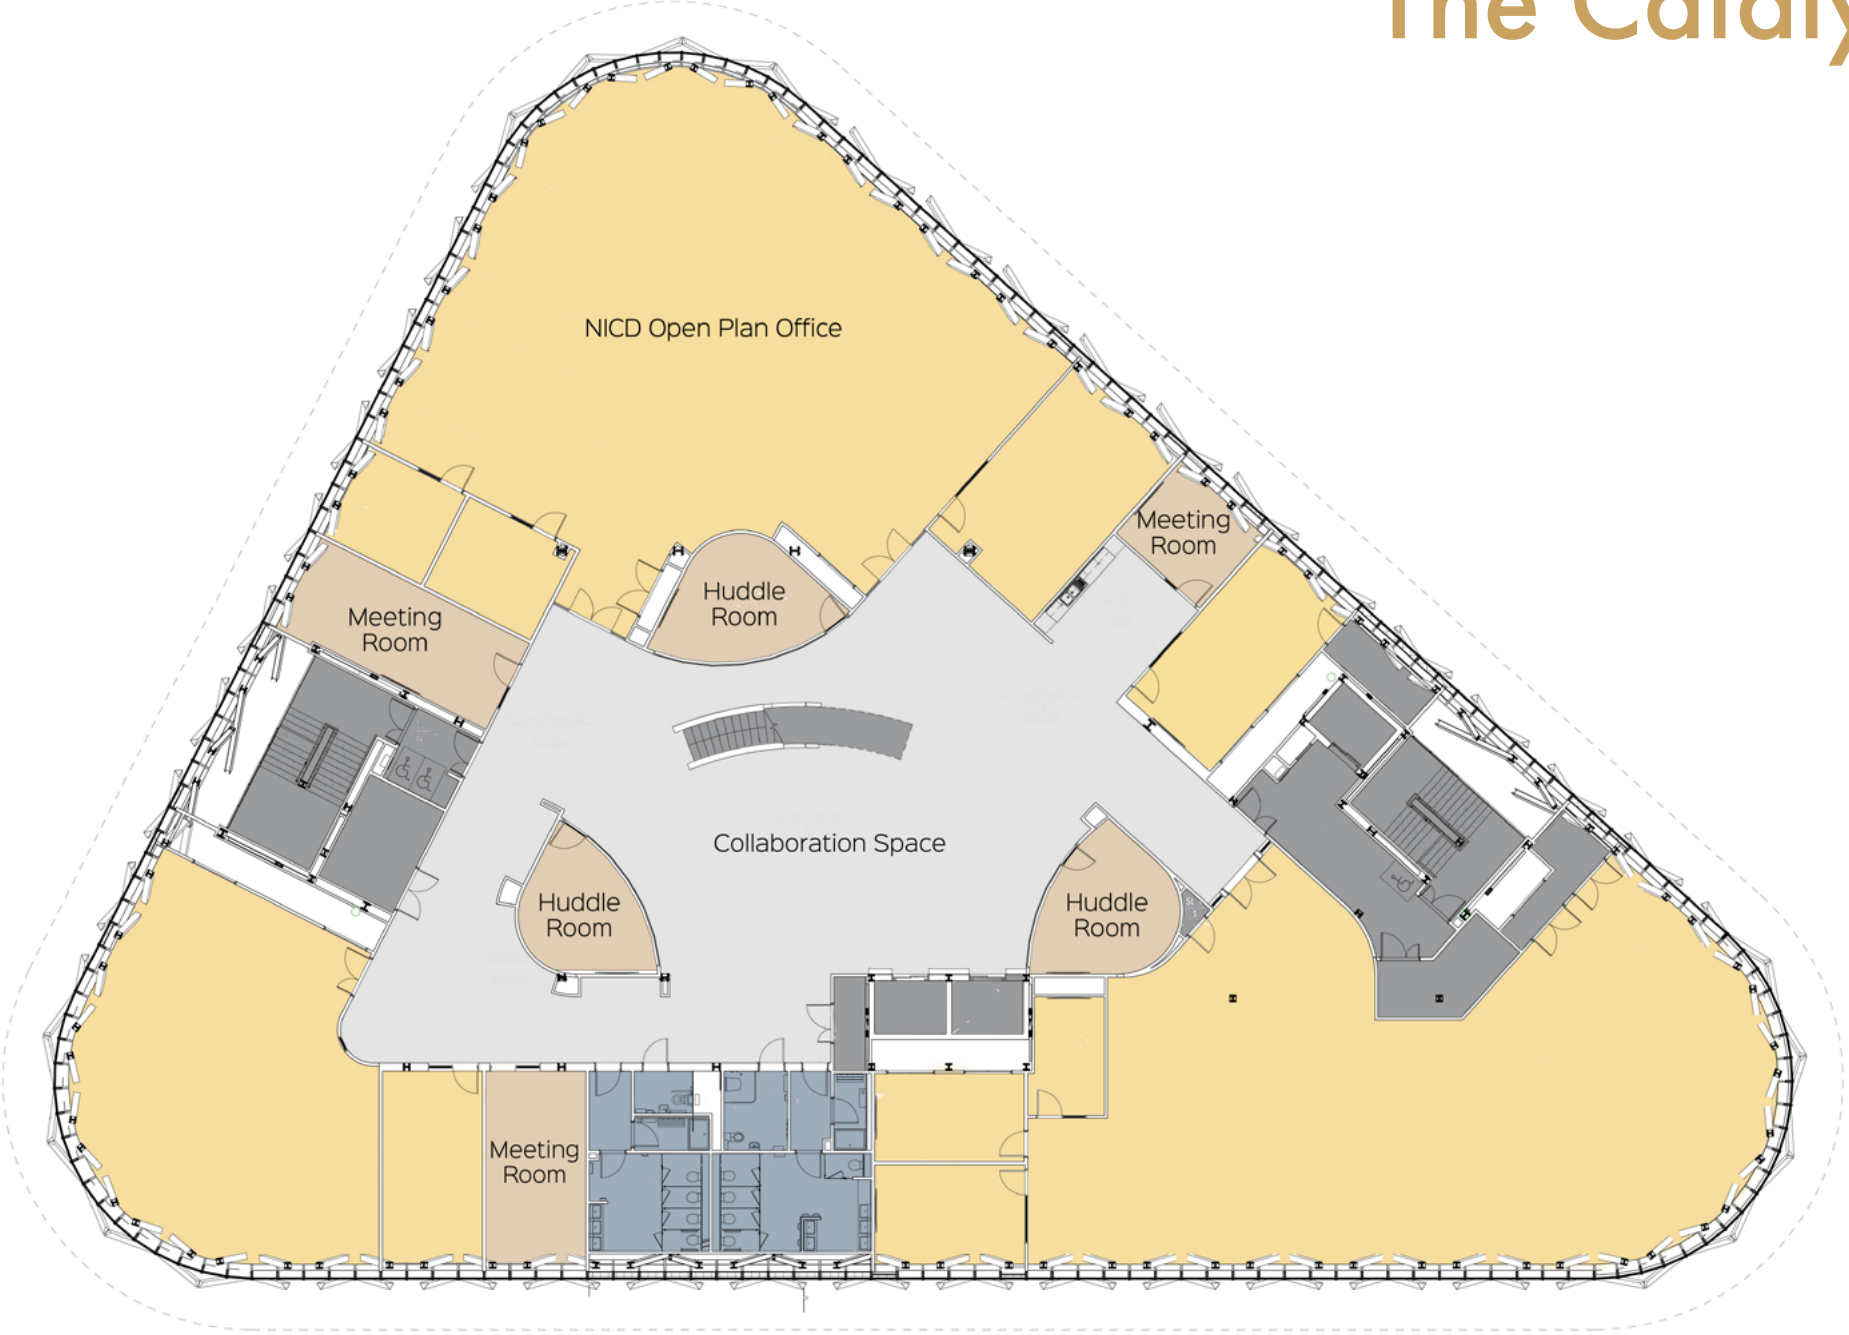 The Cataly
NICD Open Plan Office
Meeting
Room
Huddle
Room
Meeting
Room
Collaboration Space
Huddle
Room
Huddle
Room
Meeting
Room